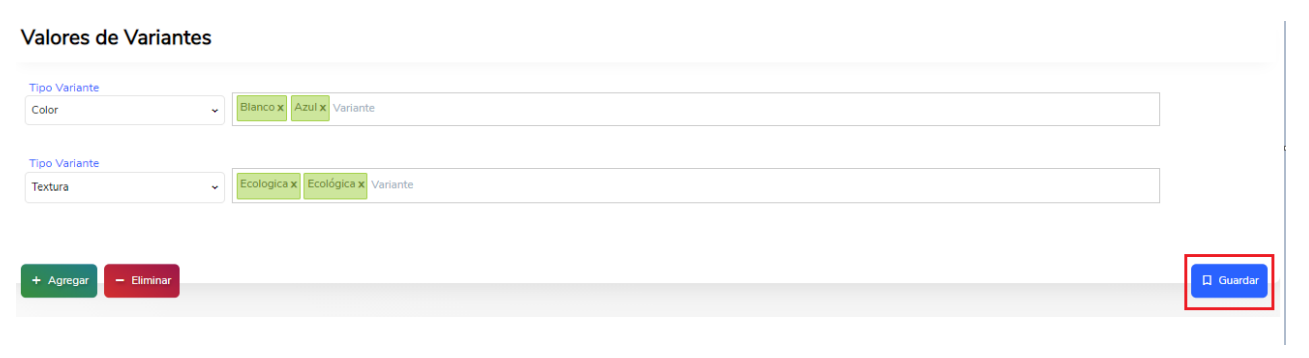 Valores de Variantes
Tipo Variante
Color
Blanco x Azul x Variante
Tipo Variante
Textura
Ecologica x Ecológica x Variante
+ Agregar − Eliminar Guardar